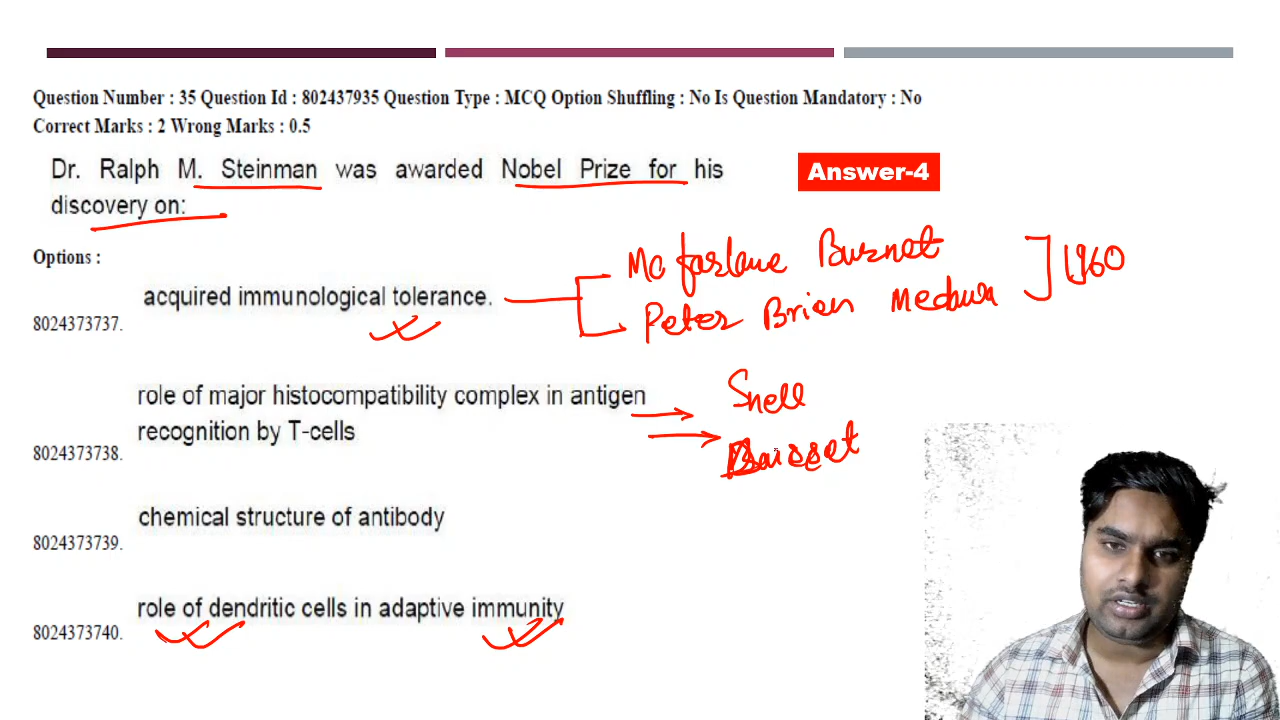 Question Number : 35 Question Id : 802437935 Question Type : MCQ Option Shuffling : No Is Question Mandatory : No
Correct Marks : 2 Wrong Marks : 0.5
Dr. Ralph M. Steinman was awarded Nobel Prize for his
discovery on:
Answer-4
Options :
acquired immunological tolerance.
8024373737.
Mc farlane Burnet
Peter Brian
1960
role of major histocompatibility complex in antigen
recognition by T-cells
8024373738.
Snell
chemical structure of antibody
8024373739.
role of dendritic cells in adaptive immunity
8024373740.